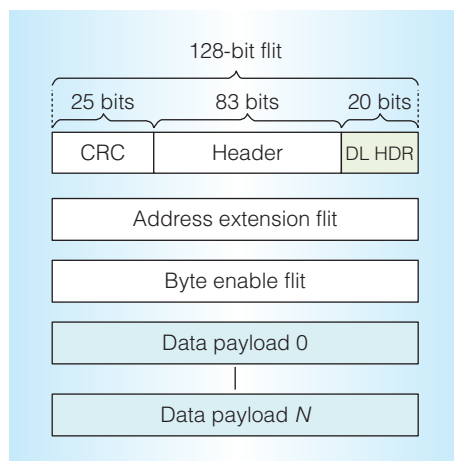 128-bit flit
25 bits 83 bits 20 bits
CRC Header DL HDR
Address extension flit
Byte enable flit
Data payload 0
Data payload N